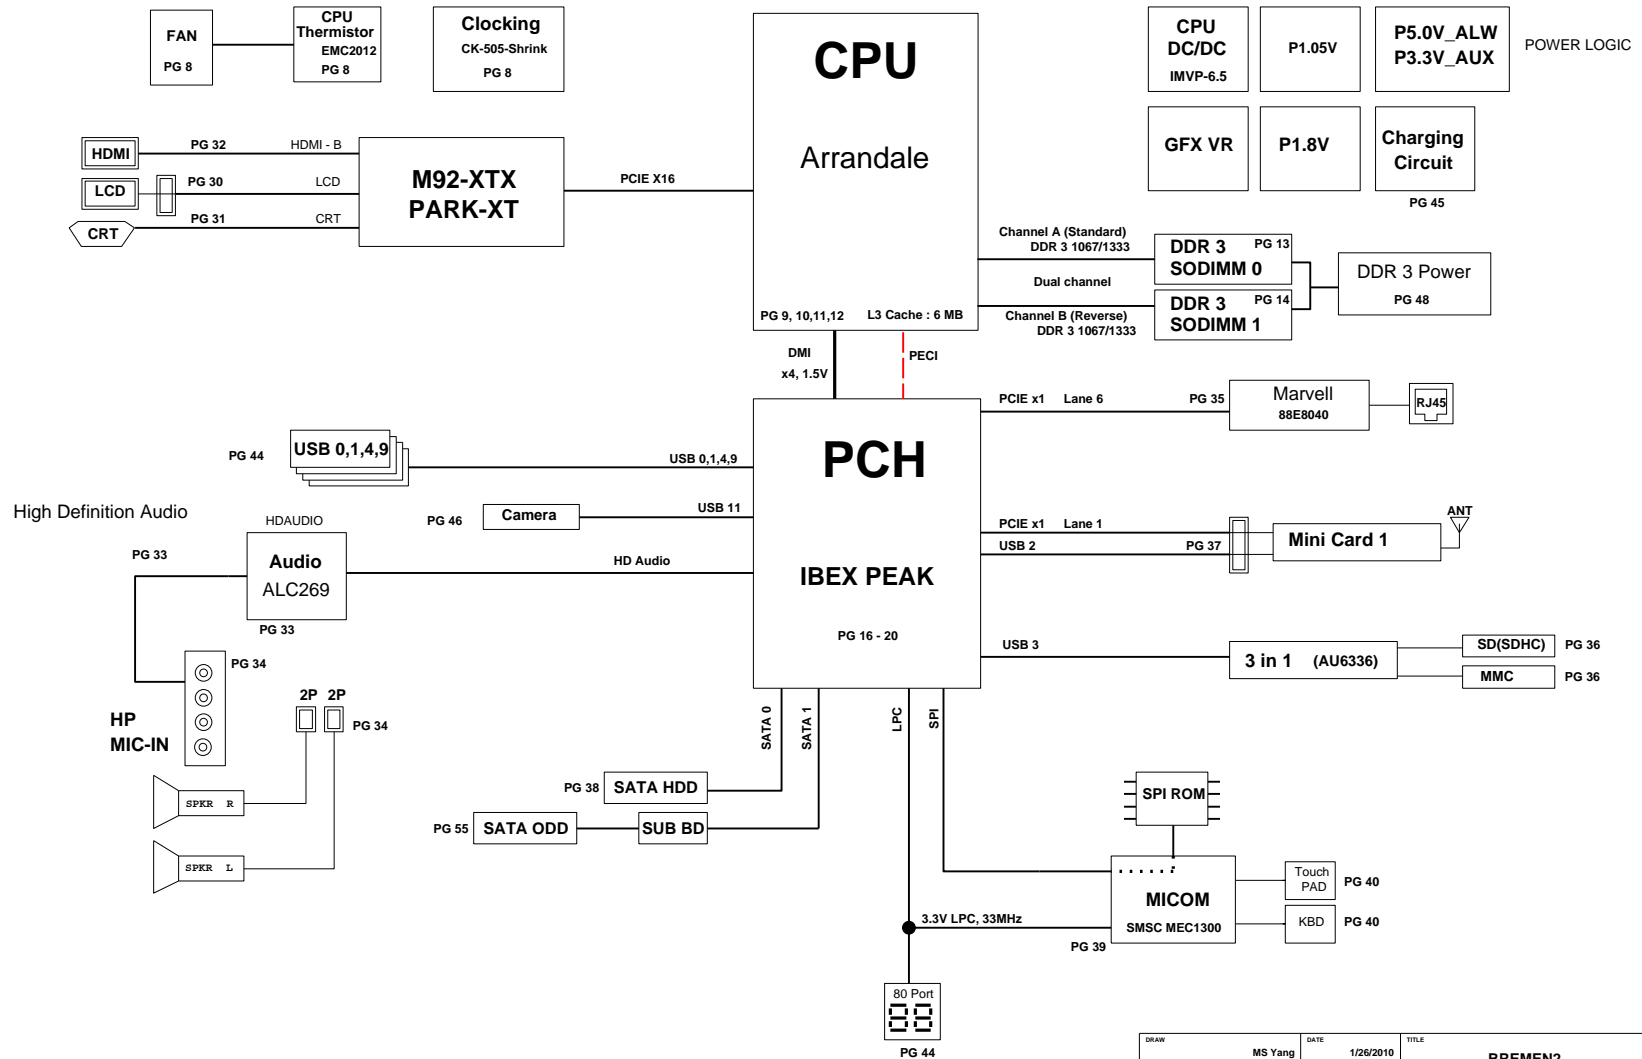 FAN
PG 8
CPU
Thermistor
EMC2012
PG 8
Clocking
CK-505-Shrink
PG 8
CPU
Arrandale
PG 9, 10,11,12
L3 Cache : 6 MB
CPU
DC/DC
IMVP-6.5
P1.05V
P5.0V_ALW
P3.3V_AUX
POWER LOGIC
GFX VR
P1.8V
Charging
Circuit
PG 45
HDMI
PG 32
HDMI - B
LCD
PG 30
LCD
CRT
PG 31
CRT
M92-XTX
PARK-XT
PCIE X16
Channel A (Standard)
DDR 3 1067/1333
Dual channel
Channel B (Reverse)
DDR 3 1067/1333
DDR 3
PG 13
SODIMM 0
DDR 3
PG 14
SODIMM 1
DDR 3 Power
PG 48
DMI
x4, 1.5V
PECI
PCH
IBEX PEAK
PG 16 - 20
PCIE x1 Lane 6
PG 35
Marvell
88E8040
RJ45
PG 44
USB 0,1,4,9
USB 0,1,4,9
PG 46
Camera
USB 11
High Definition Audio
HDAUDIO
PG 33
Audio
ALC269
PG 33
HD Audio
PCIE x1 Lane 1
USB 2
PG 37
Mini Card 1
ANT
USB 3
3 in 1 (AU6336)
SD(SDHC)
PG 36
MMC
PG 36
PG 34
HP
MIC-IN
2P 2P
PG 34
SPKR R
SPKR L
SATA 0
SATA 1
LPC
SPI
PG 38
SATA HDD
PG 55
SATA ODD
SUB BD
SPI ROM
MICOM
SMSC MEC1300
PG 39
3.3V LPC, 33MHz
Touch
PAD
PG 40
KBD
PG 40
80 Port
88
PG 44
DRAW
MS Yang
DATE
1/26/2010
TITLE